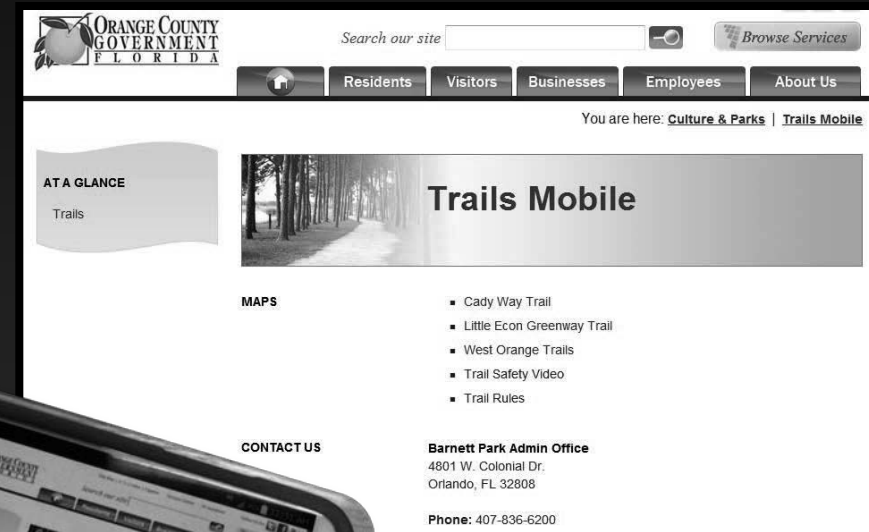 ORANGE COUNTY
GOVERNMENT
FLORIDA
Search our site
Browse Services
Residents
Visitors
Businesses
Employees
About Us
You are here: Culture & Parks | Trails Mobile
AT A GLANCE
Trails
Trails Mobile
MAPS
Cady Way Trail
Little Econ Greenway Trail
West Orange Trails
Trail Safety Video
Trail Rules
CONTACT US
Barnett Park Admin Office
4801 W. Colonial Dr.
Orlando, FL 32808
Phone: 407-836-6200